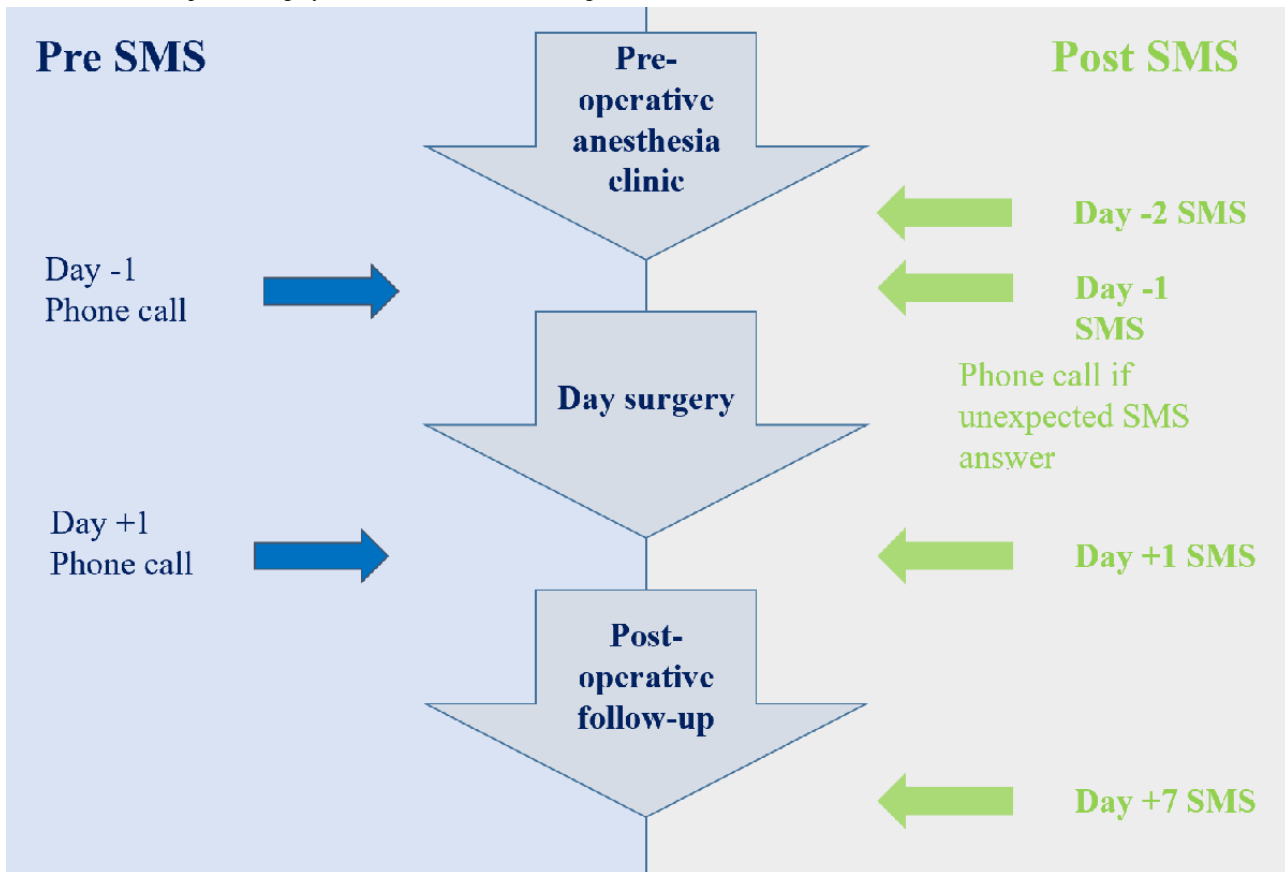 Pre SMS
Post SMS
Pre-
operative
anesthesia
clinic
Day -2 SMS
Day -1
Phone call
Day -1
SMS
Day surgery
Phone call if
unexpected SMS
answer
Day +1
Phone call
Day +1 SMS
Post-
operative
follow-up
Day +7 SMS